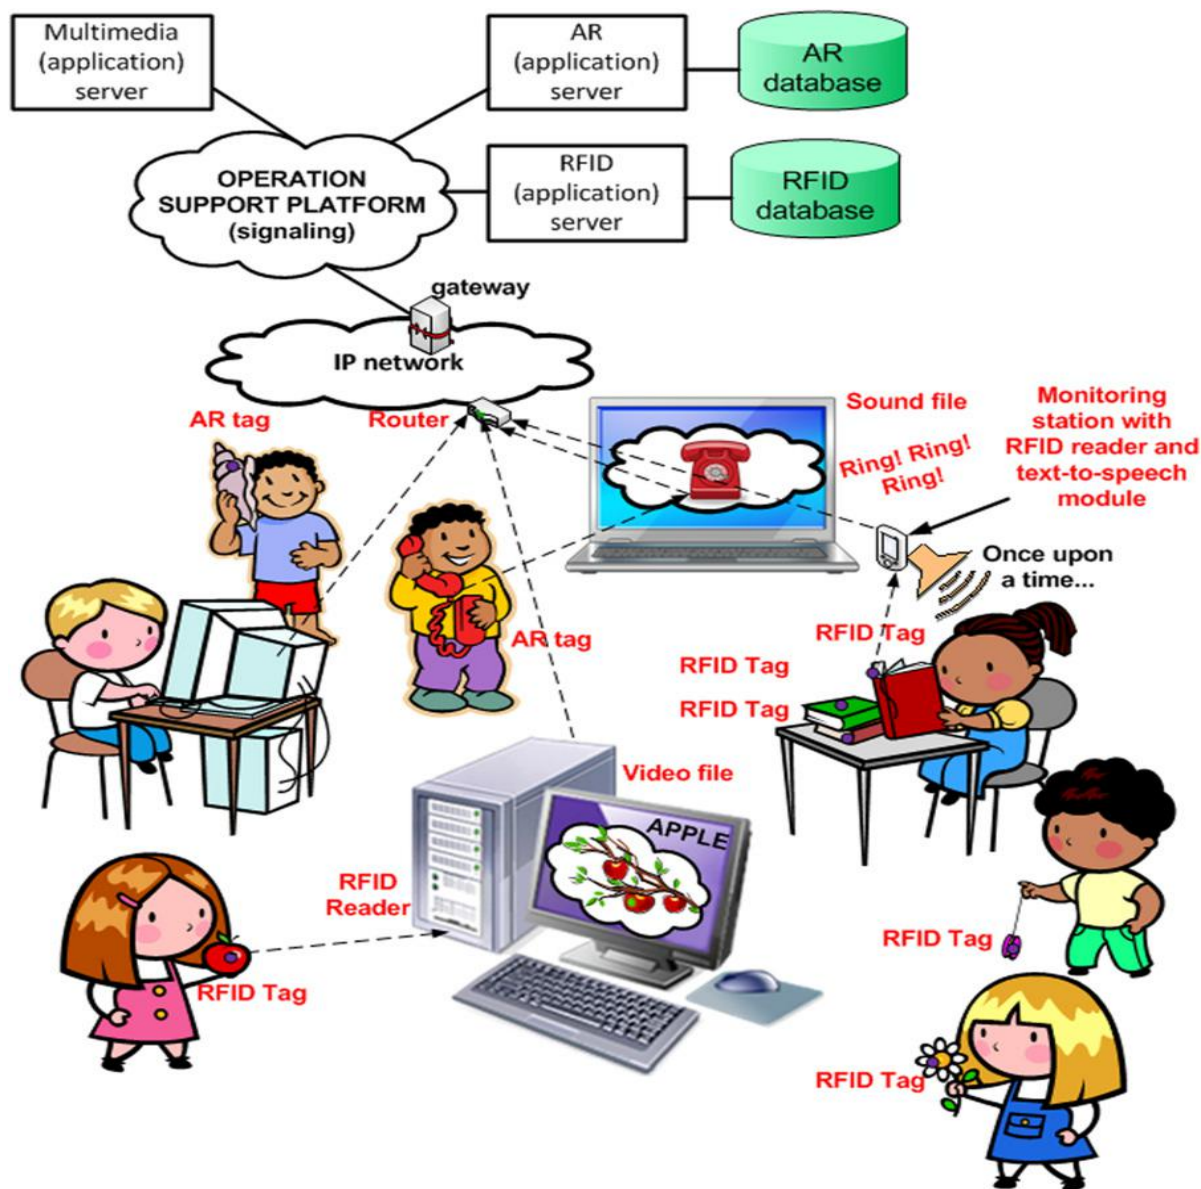 Multimedia
(application)
server
AR
(application)
server
AR
database
OPERATION
SUPPORT PLATFORM
(signaling)
RFID
(application)
server
RFID
database
gateway
IP network
AR tag
Router
Sound file
Ring! Ring!
Ring!
Monitoring
station with
RFID reader and
text-to-speech
module
Once upon
a time...
AR tag
RFID Tag
RFID Tag
RFID Tag
Video file
APPLE
RFID
Reader
RFID Tag
RFID Tag
RFID Tag